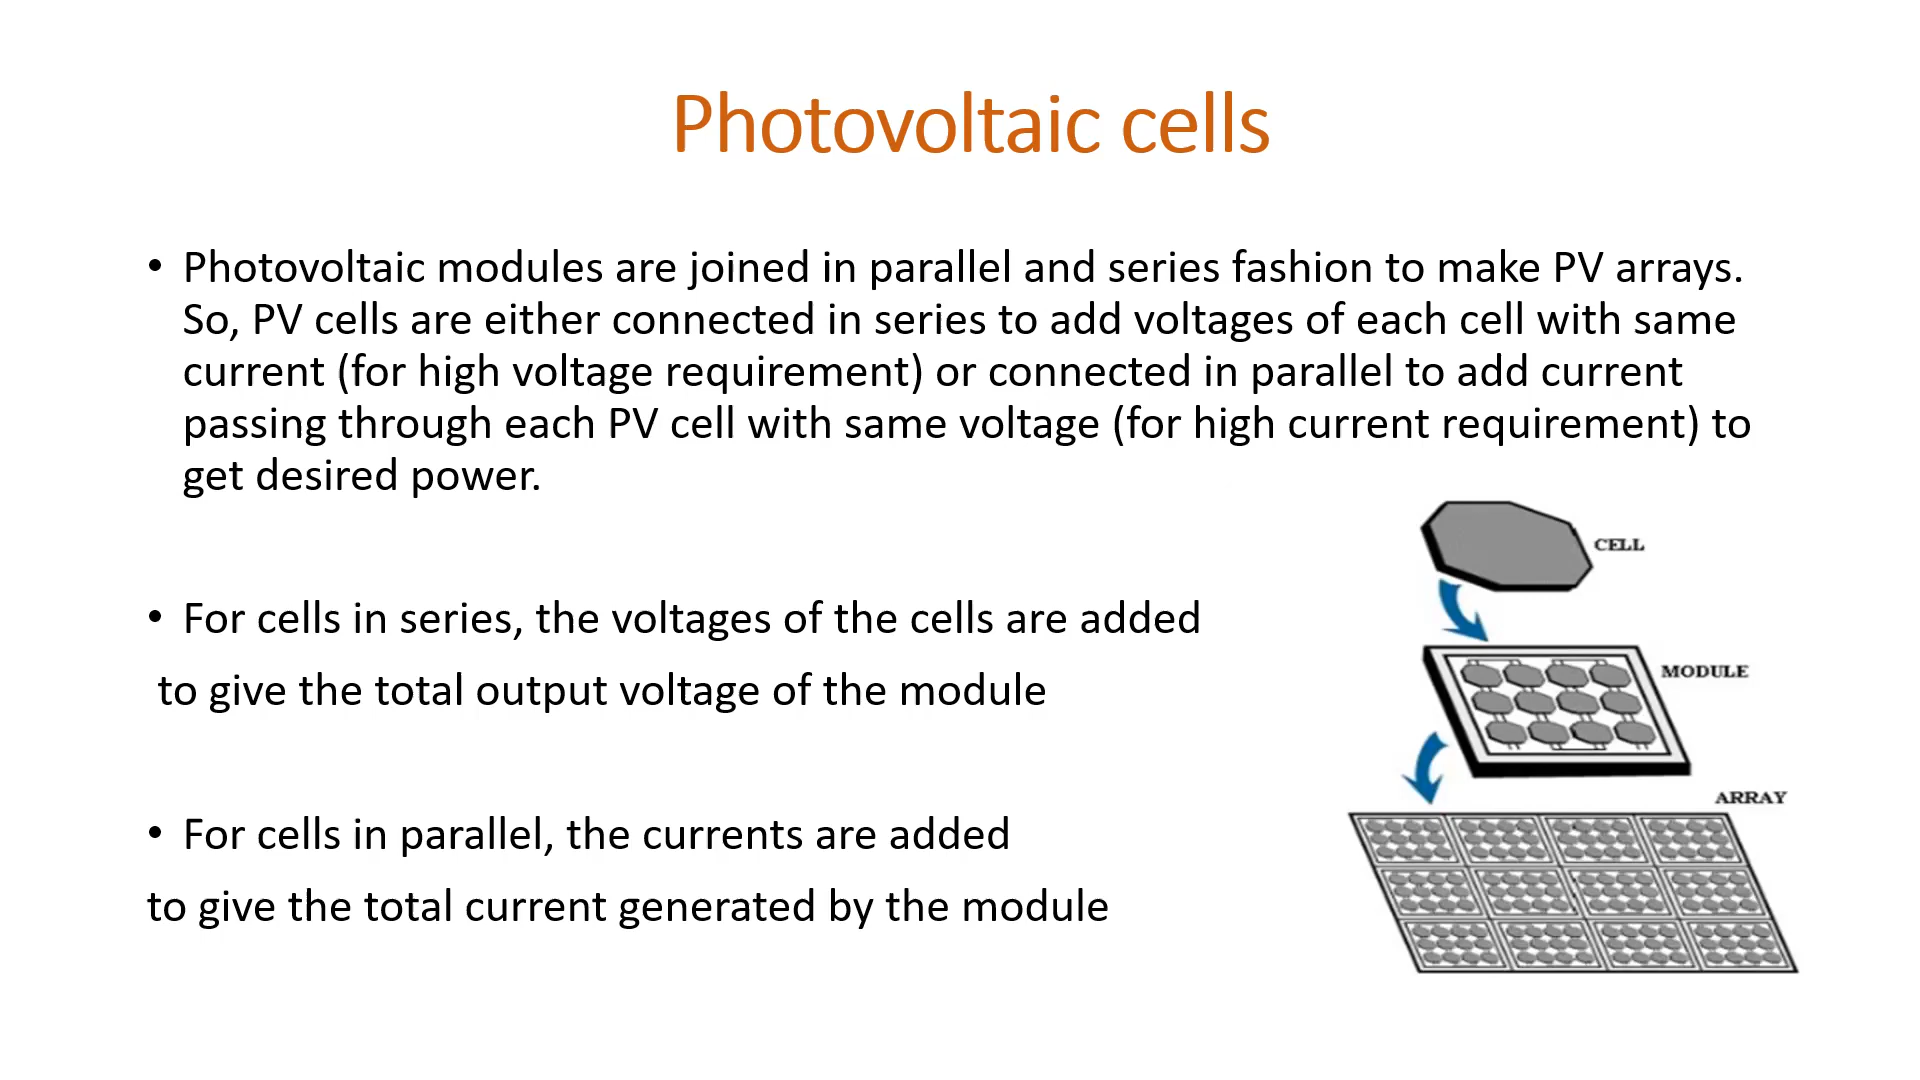 Photovoltaic cells
• Photovoltaic modules are joined in parallel and series fashion to make PV arrays.
So, PV cells are either connected in series to add voltages of each cell with same
current (for high voltage requirement) or connected in parallel to add current
passing through each PV cell with same voltage (for high current requirement) to
get desired power.
• For cells in series, the voltages of the cells are added
to give the total output voltage of the module
• For cells in parallel, the currents are added
to give the total current generated by the module
CELL
MODULE
ARRAY